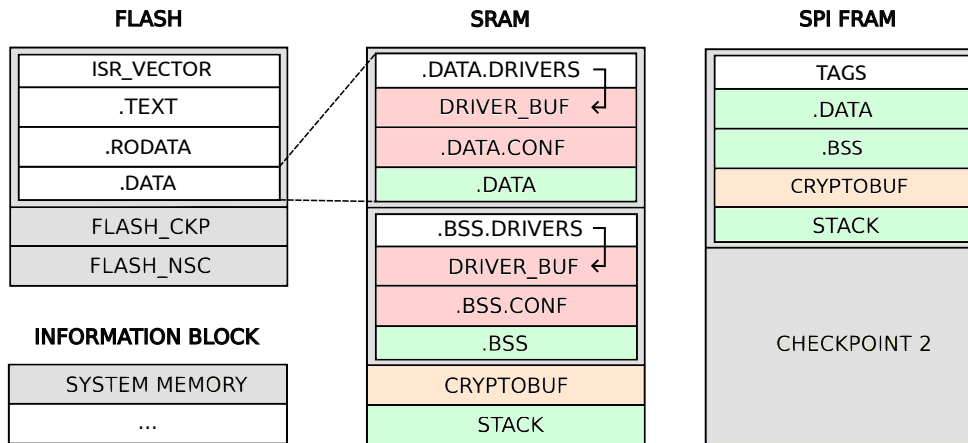 FLASH
ISR_VECTOR
.TEXT
.RODATA
.DATA
FLASH_CKP
FLASH_NSC
INFORMATION BLOCK
SYSTEM MEMORY
...
SRAM
.DATA.DRIVERS
DRIVER_BUF
.DATA.CONF
.DATA
.BSS.DRIVERS
DRIVER_BUF
.BSS.CONF
.BSS
CRYPTOBUF
STACK
SPI FRAM
TAGS
.DATA
.BSS
CRYPTOBUF
STACK
CHECKPOINT 2